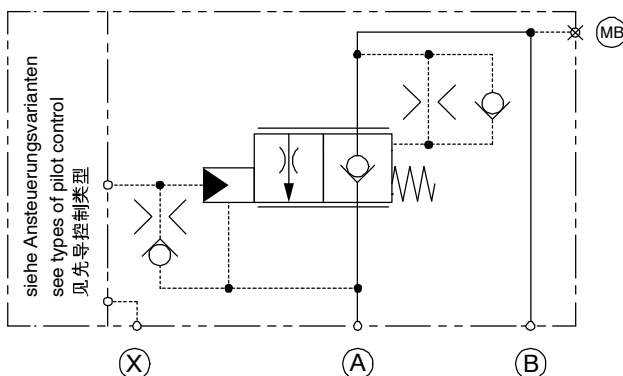 MB
siehe Ansteuerungsvarianten
see types of pilot control
见先导控制类型
X
A
B